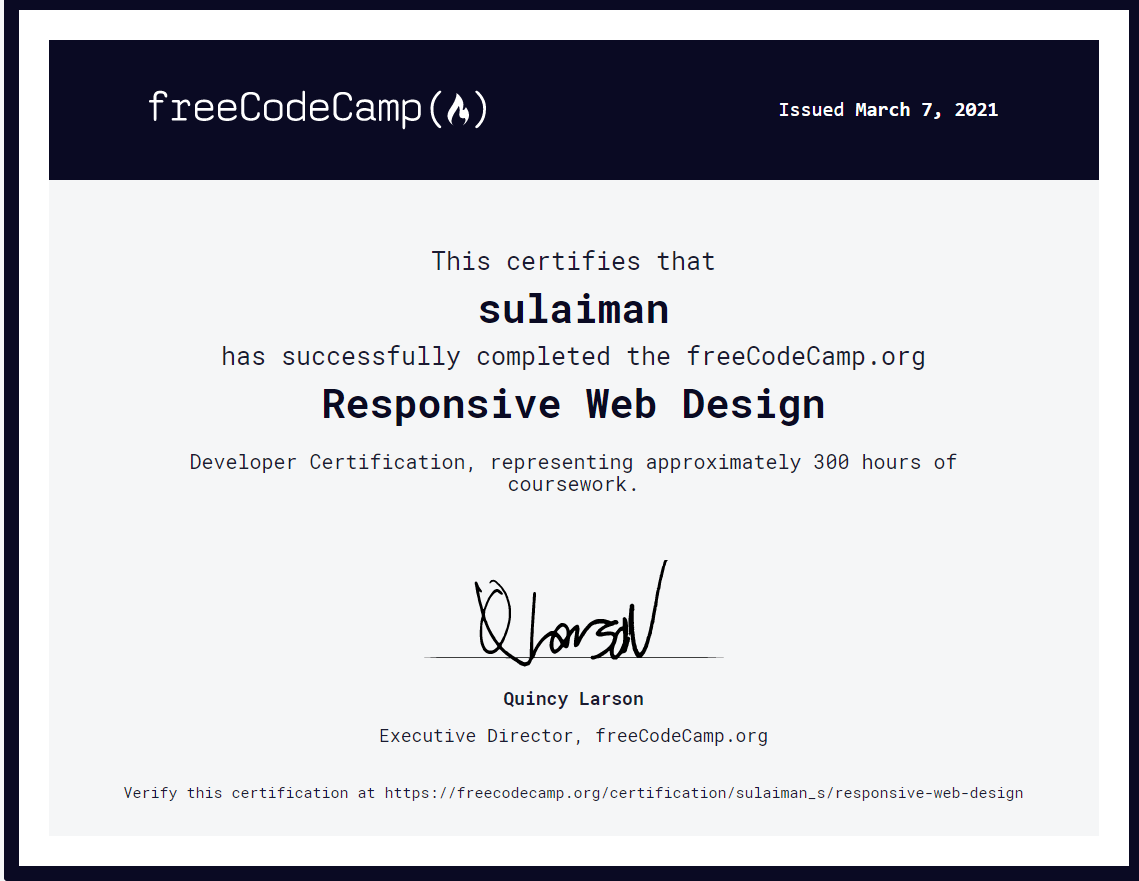 freeCodeCamp(🔥)
Issued March 7, 2021
This certifies that
sulaiman
has successfully completed the freeCodeCamp.org
Responsive Web Design
Developer Certification, representing approximately 300 hours of
coursework.
Q Larson
Quincy Larson
Executive Director, freeCodeCamp.org
Verify this certification at https://freecodecamp.org/certification/sulaiman_s/responsive-web-design